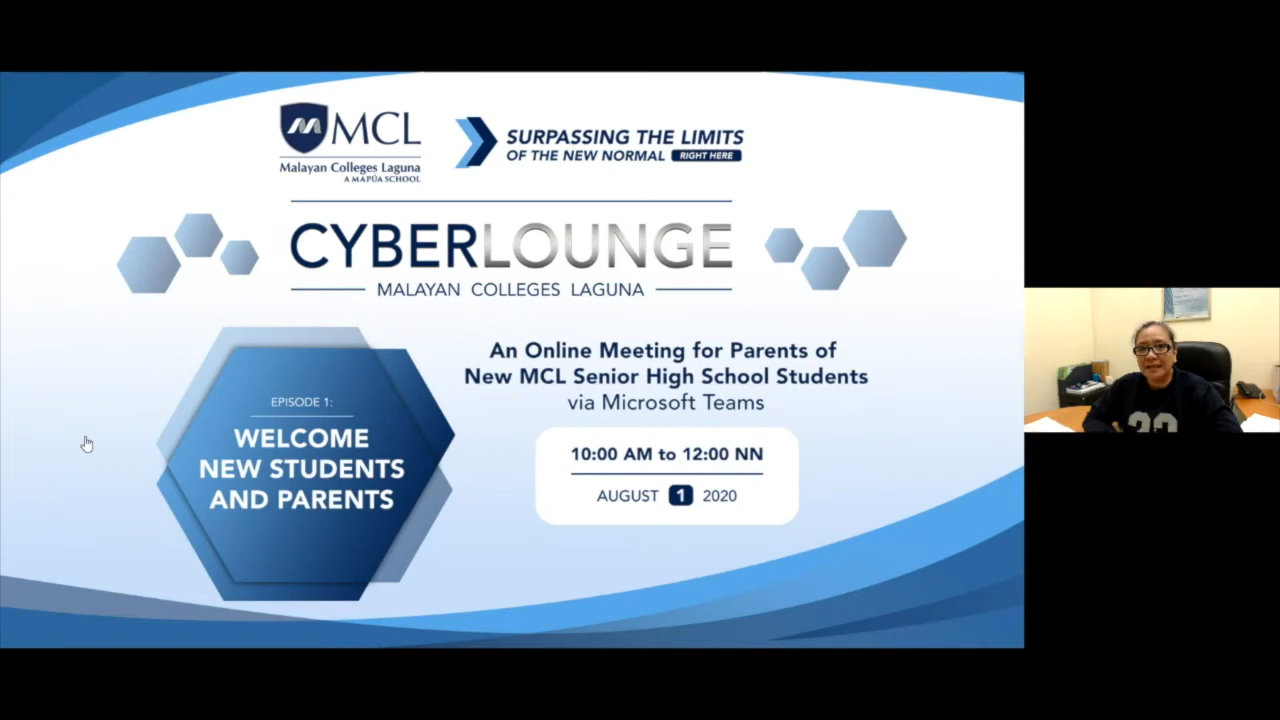 MCL
Malayan Colleges Laguna
A MAPÚA SCHOOL
SURPASSING THE LIMITS
OF THE NEW NORMAL RIGHT HERE
CYBERLOUNGE
MALAYAN COLLEGES LAGUNA
EPISODE 1:
WELCOME
NEW STUDENTS
AND PARENTS
An Online Meeting for Parents of
New MCL Senior High School Students
via Microsoft Teams
10:00 AM to 12:00 NN
AUGUST 1 2020